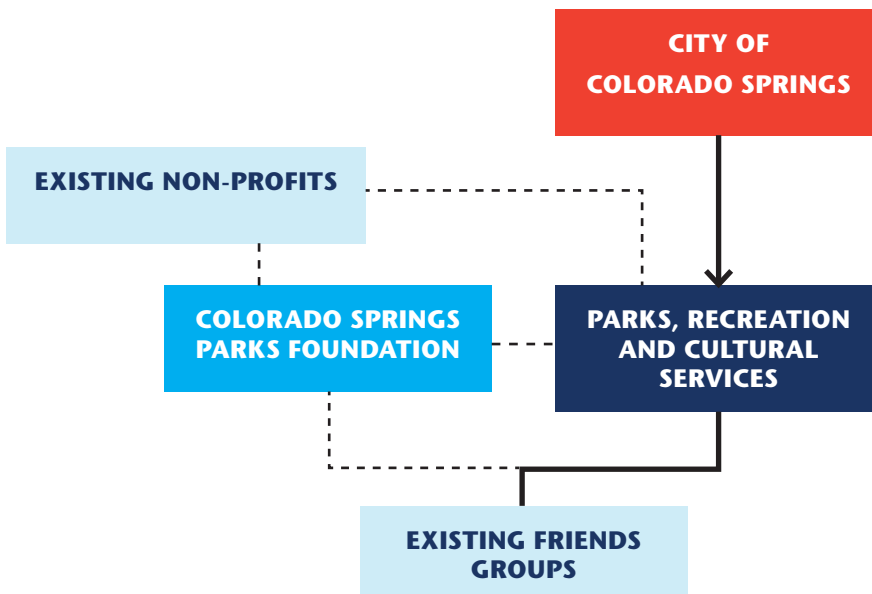 CITY OF
COLORADO SPRINGS
EXISTING NON-PROFITS
COLORADO SPRINGS
PARKS FOUNDATION
PARKS, RECREATION
AND CULTURAL
SERVICES
EXISTING FRIENDS
GROUPS